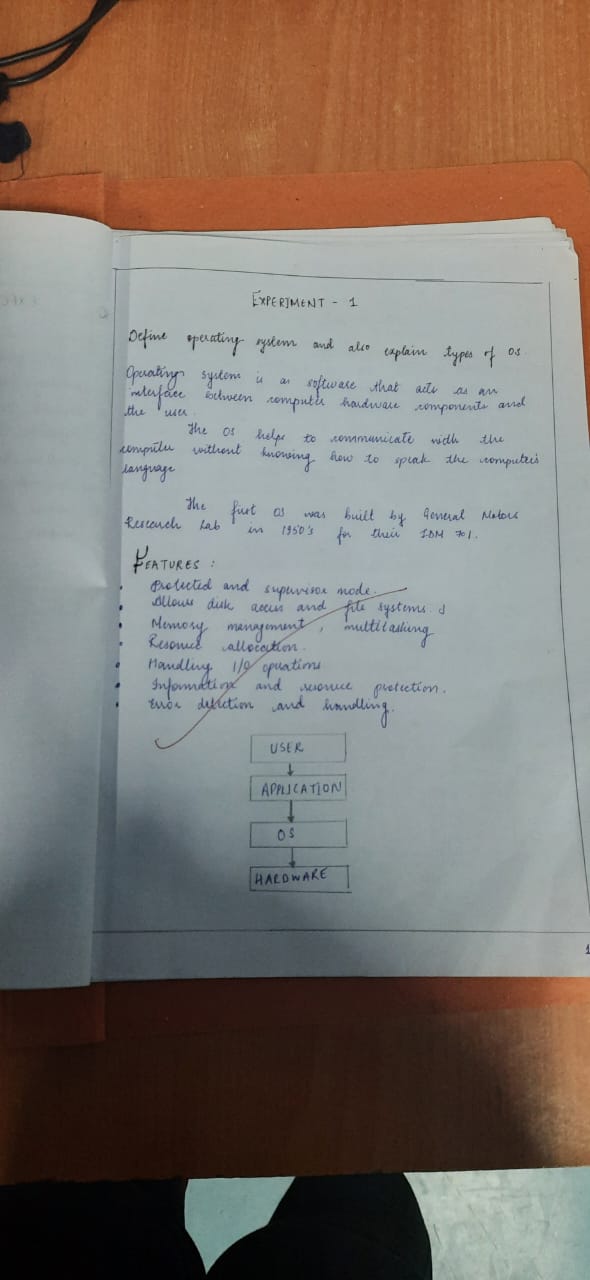 EXPERIMENT - 1
Define operating system and also explain types of OS
Operating system is as software that acts as an
interface between computer hardware components and
the user.
The OS helps to communicate with the
computer without knowing how to speak the computer's
language
The first OS was built by General Motors
Research Lab in 1950's for their IBM 701.
FEATURES :
Protected and supervisor mode.
Allows disk access and file systems.
Memory management, multitasking
Resource allocation.
Handling I/O operations
Information and resource protection.
Error detection and handling.
USER
APPLICATION
OS
HARDWARE
1